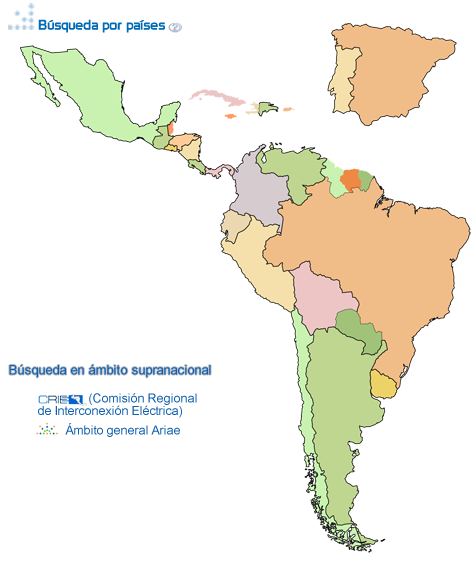 Búsqueda por países ?
Búsqueda en ámbito supranacional
CRIE (Comisión Regional
de Interconexión Eléctrica)
Ámbito general Ariae